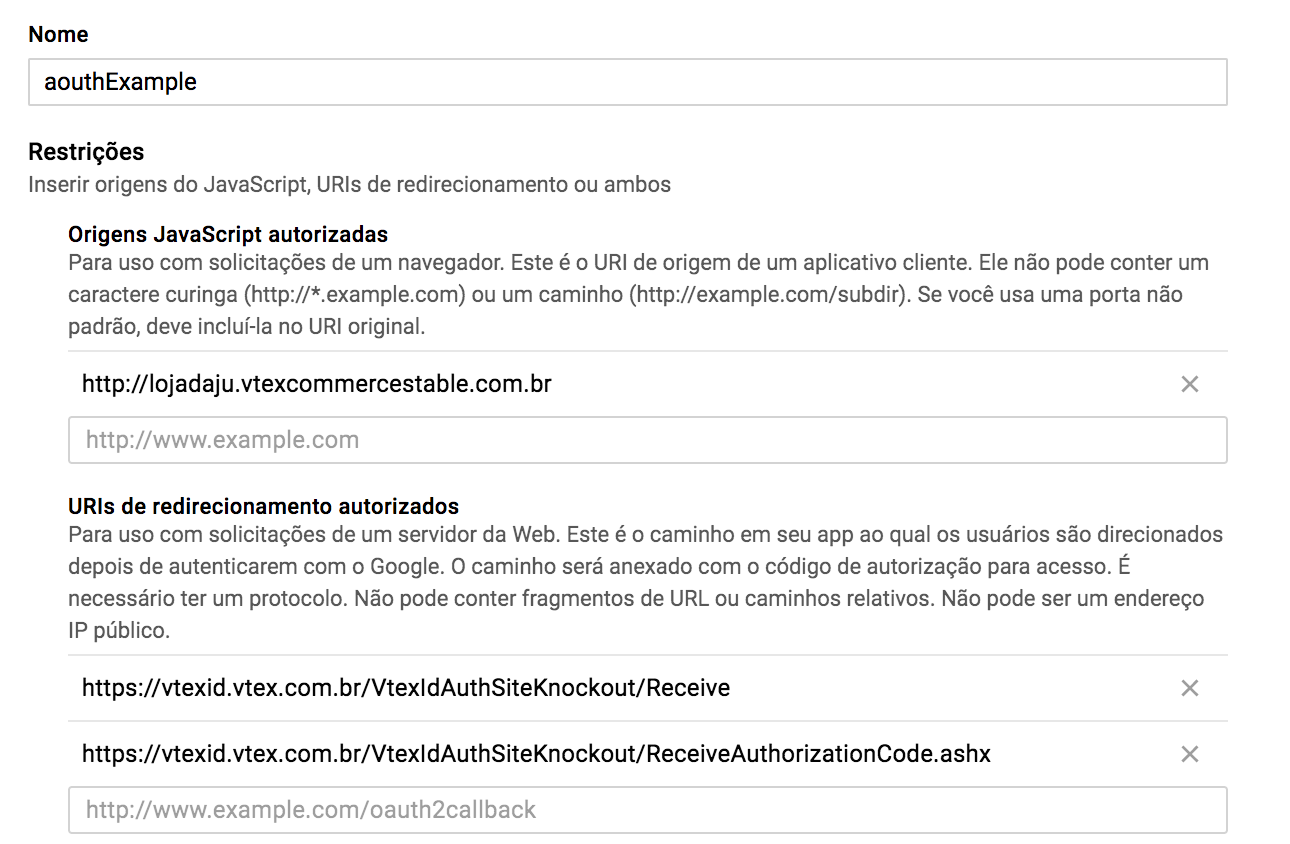 Nome
aouthExample
Restrições
Inserir origens do JavaScript, URIs de redirecionamento ou ambos
Origens JavaScript autorizadas
Para uso com solicitações de um navegador. Este é o URI de origem de um aplicativo cliente. Ele não pode conter um
caractere curinga (http://*.example.com) ou um caminho (http://example.com/subdir). Se você usa uma porta não
padrão, deve incluí-la no URI original.
http://lojadaju.vtexcommercestable.com.br
http://www.example.com
URIs de redirecionamento autorizados
Para uso com solicitações de um servidor da Web. Este é o caminho em seu app ao qual os usuários são direcionados
depois de autenticarem com o Google. O caminho será anexado com o código de autorização para acesso. É
necessário ter um protocolo. Não pode conter fragmentos de URL ou caminhos relativos. Não pode ser um endereço
IP público.
https://vtexid.vtex.com.br/VtexIdAuthSiteKnockout/Receive
https://vtexid.vtex.com.br/VtexIdAuthSiteKnockout/ReceiveAuthorizationCode.ashx
http://www.example.com/oauth2callback